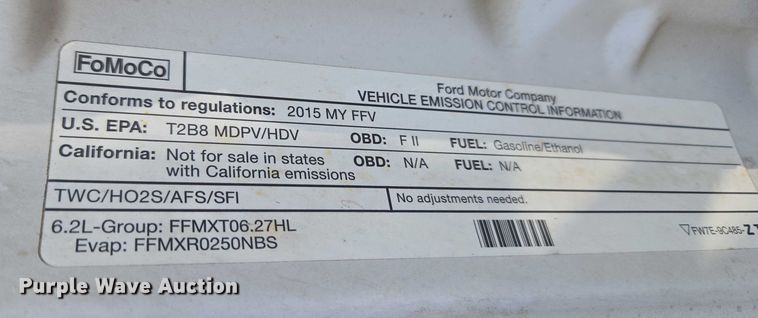 FoMoCo
Ford Motor Company
VEHICLE EMISSION CONTROL INFORMATION
Conforms to regulations: 2015 MY FFV
U.S. EPA: T2B8 MDPV/HDV OBD: F II FUEL: Gasoline/Ethanol
California: Not for sale in states with California emissions OBD: N/A FUEL: N/A
TWC/HO2S/AFS/SFI No adjustments needed.
6.2L-Group: FFMXT06.27HL
Evap: FFMXR0250NBS
FW7E-9C485-
Purple Wave Auction